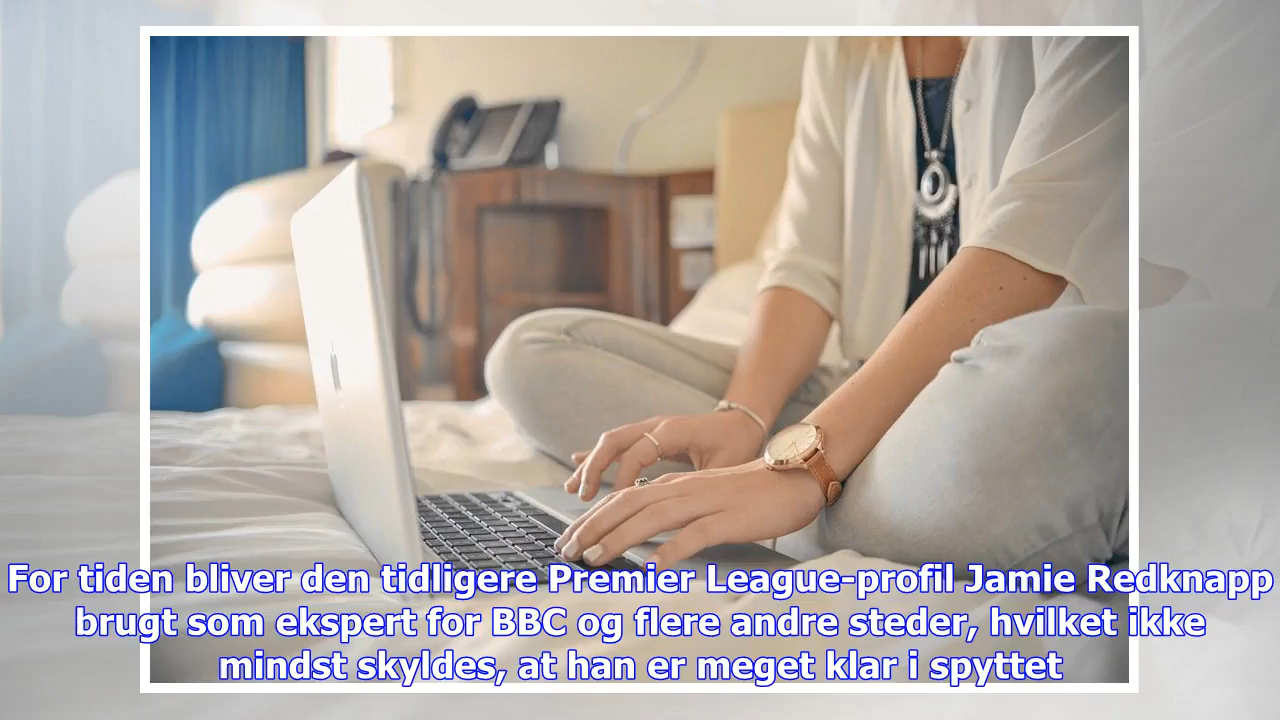 For tiden bliver den tidligere Premier League-profil Jamie Redknapp
brugt som ekspert for BBC og flere andre steder, hvilket ikke
mindst skyldes, at han er meget klar i spyttet